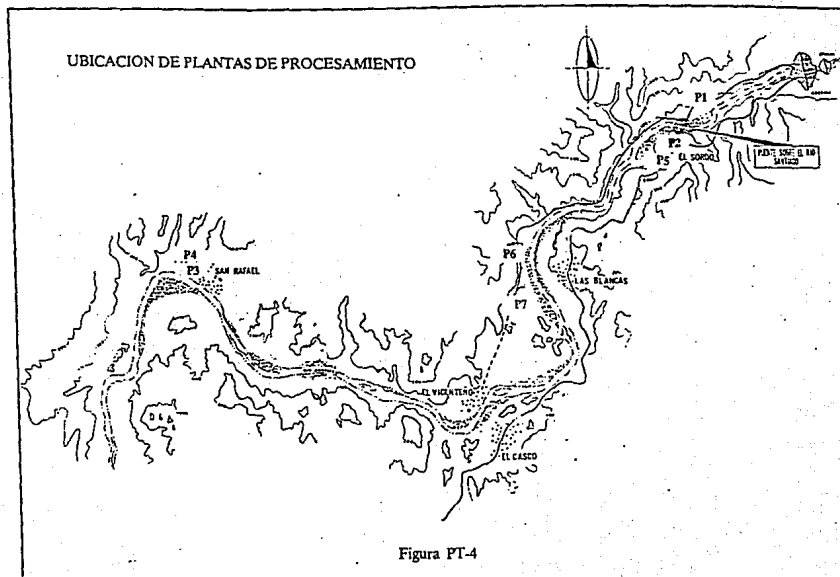 UBICACION DE PLANTAS DE PROCESAMIENTO
P1
P2
P5
EL SORDO
PUENTE SOBRE EL RIO
SANTIAGO
P6
P4
P3
SAN RAFAEL
LAS BLANCAS
P7
EL VICENTEÑO
EL CASCO
Figura PT-4